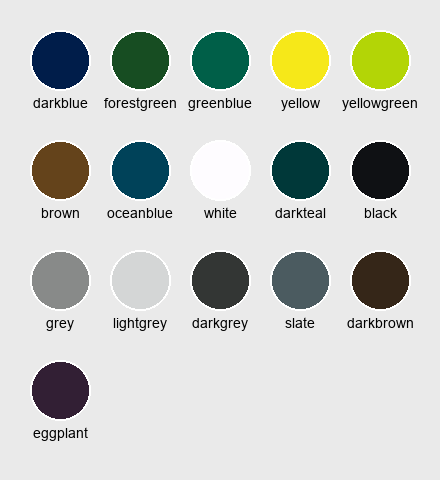 darkblue forestgreen greenblue yellow yellowgreen
brown oceanblue white darkteal black
grey lightgrey darkgrey slate darkbrown
eggplant